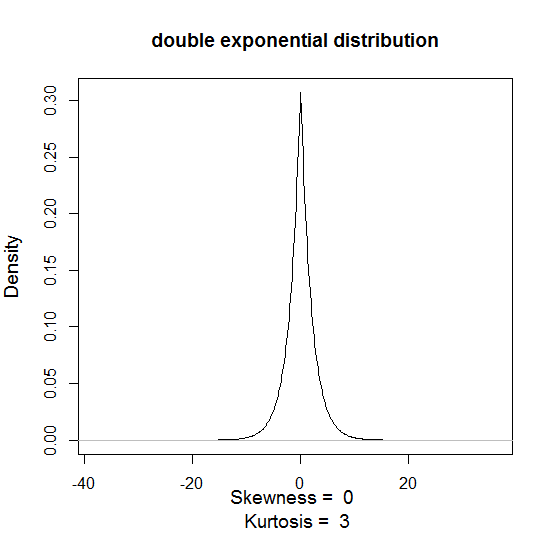 double exponential distribution
Density
0.30
0.25
0.20
0.15
0.10
0.05
0.00
-40 -20 0 20
Skewness = 0
Kurtosis = 3